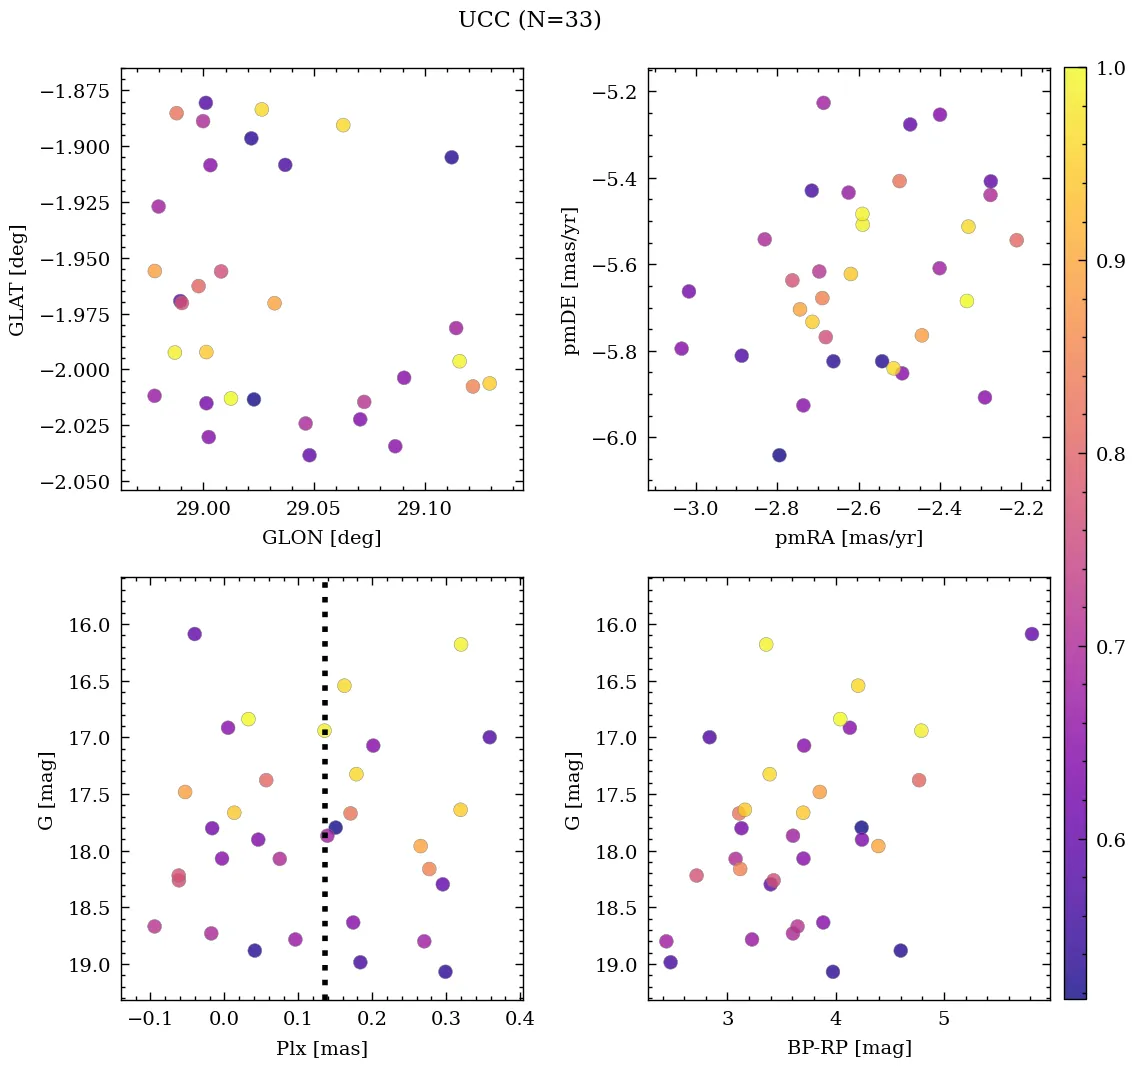 UCC (N=33)
−1.875
−1.900
−1.925
−1.950
−1.975
−2.000
−2.025
−2.050
GLAT [deg]
29.00 29.05 29.10
GLON [deg]
−5.2
−5.4
−5.6
−5.8
−6.0
pmDE [mas/yr]
−3.0 −2.8 −2.6 −2.4 −2.2
pmRA [mas/yr]
1.0
0.9
0.8
0.7
0.6
16.0
16.5
17.0
17.5
18.0
18.5
19.0
G [mag]
−0.1 0.0 0.1 0.2 0.3 0.4
Plx [mas]
16.0
16.5
17.0
17.5
18.0
18.5
19.0
G [mag]
3 4 5
BP-RP [mag]